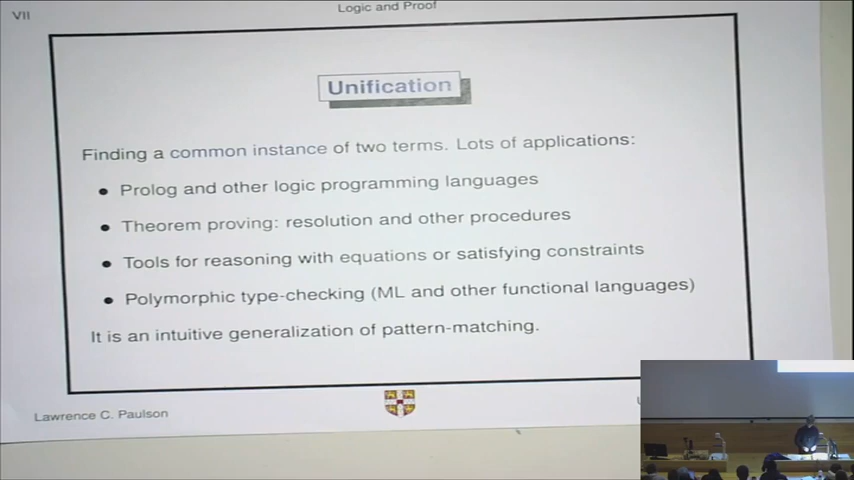 VII
Logic and Proof
Unification
Finding a common instance of two terms. Lots of applications:
● Prolog and other logic programming languages
● Theorem proving: resolution and other procedures
● Tools for reasoning with equations or satisfying constraints
● Polymorphic type-checking (ML and other functional languages)
It is an intuitive generalization of pattern-matching.
Lawrence C. Paulson